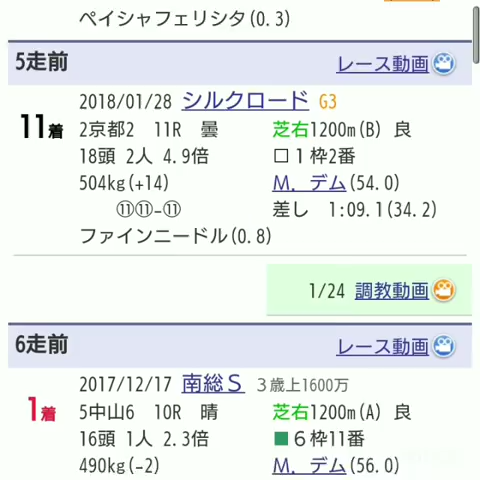 ペイシャフェリシタ(0.3)
5走前 レース動画
11着
2018/01/28 シルクロード G3
2京都2 11R 曇 芝右1200m(B) 良
18頭 2人 4.9倍 □1枠2番
504kg(+14) M. デム(54.0)
⑪⑪-⑪ 差し 1:09.1(34.2)
ファインニードル(0.8)
1/24 調教動画
6走前 レース動画
1着
2017/12/17 南総S 3歳上1600万
5中山6 10R 晴 芝右1200m(A) 良
16頭 1人 2.3倍 ■6枠11番
490kg(-2) M. デム(56.0)